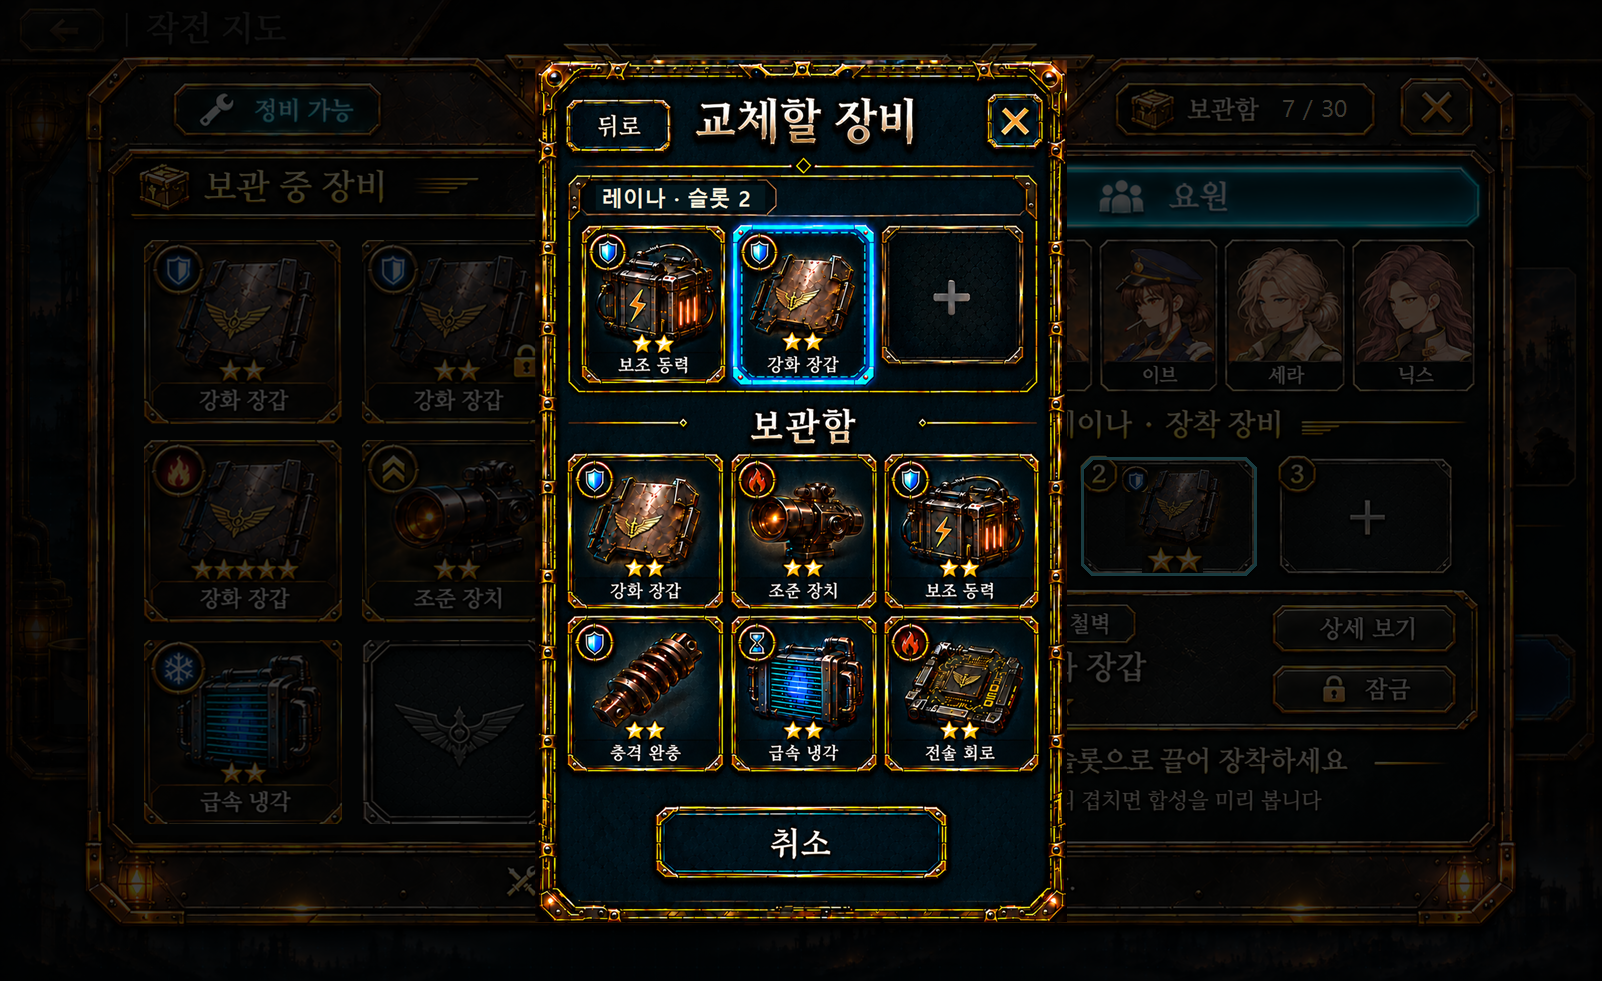 작전 지도
정비 가능
보관함 7 / 30
보관 중 장비
강화 장갑
강화 장갑
강화 장갑
조준 장치
급속 냉각
뒤로
교체할 장비
레이나 · 슬롯 2
보조 동력
강화 장갑
보관함
강화 장갑
조준 장치
보조 동력
충격 완충
급속 냉각
전술 회로
취소
요원
이브
세라
닉스
이나 · 장착 장비
2
3
철벽
장갑
상세 보기
잠금
슬롯으로 끌어 장착하세요
겹치면 합성을 미리 봅니다